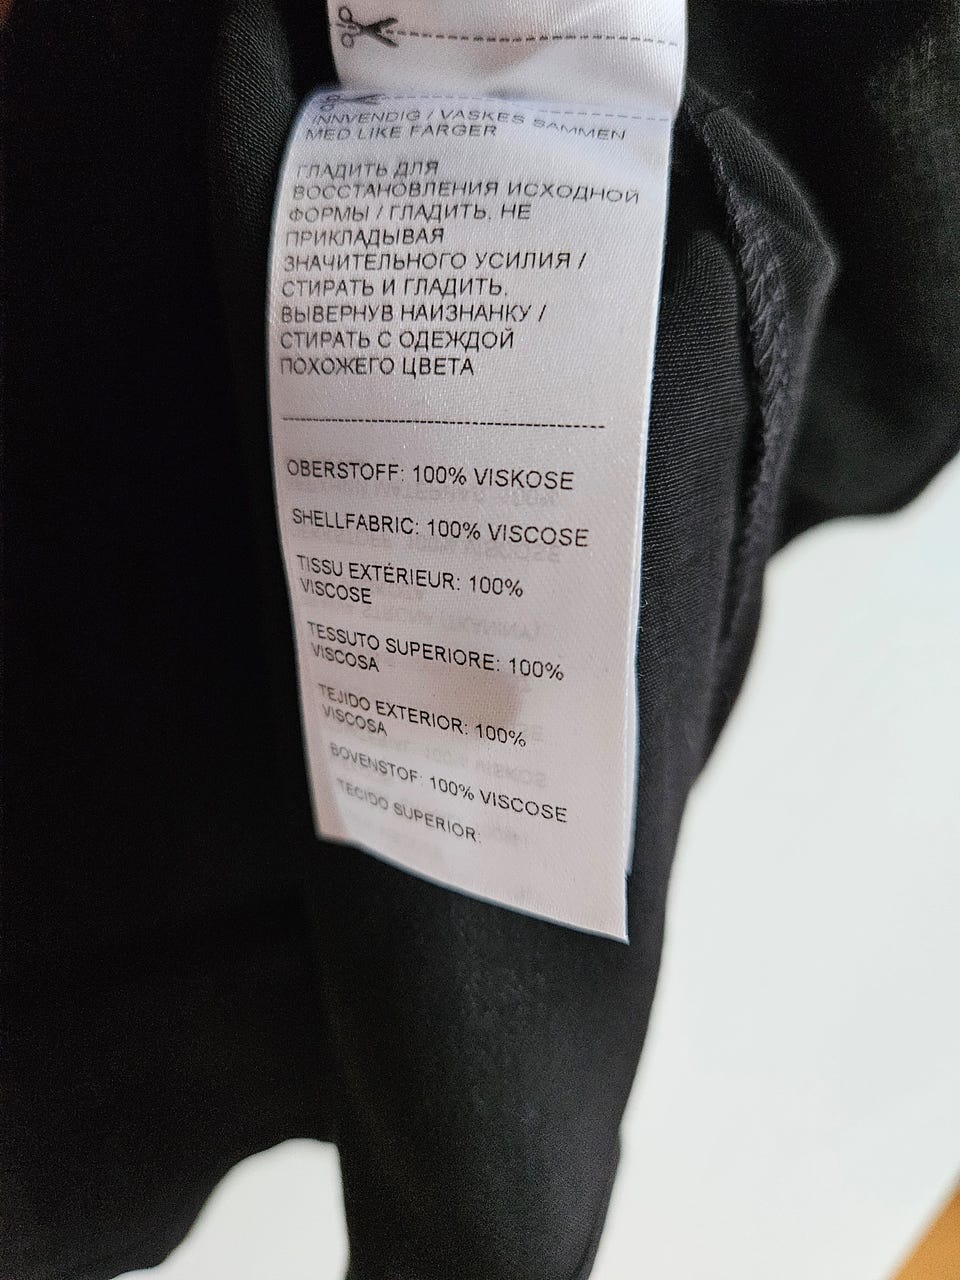 INNVENDIG / VASKES SAMMEN
MED LIKE FARGER
ГЛАДИТЬ ДЛЯ
ВОССТАНОВЛЕНИЯ ИСХОДНОЙ
ФОРМЫ / ГЛАДИТЬ, НЕ
ПРИКЛАДЫВАЯ
ЗНАЧИТЕЛЬНОГО УСИЛИЯ /
СТИРАТЬ И ГЛАДИТЬ,
ВЫВЕРНУВ НАИЗНАНКУ /
СТИРАТЬ С ОДЕЖДОЙ
ПОХОЖЕГО ЦВЕТА
OBERSTOFF: 100% VISKOSE
SHELLFABRIC: 100% VISCOSE
TISSU EXTÉRIEUR: 100%
VISCOSE
TESSUTO SUPERIORE: 100%
VISCOSA
TEJIDO EXTERIOR: 100%
VISCOSA
BOVENSTOF: 100% VISCOSE
TECIDO SUPERIOR: